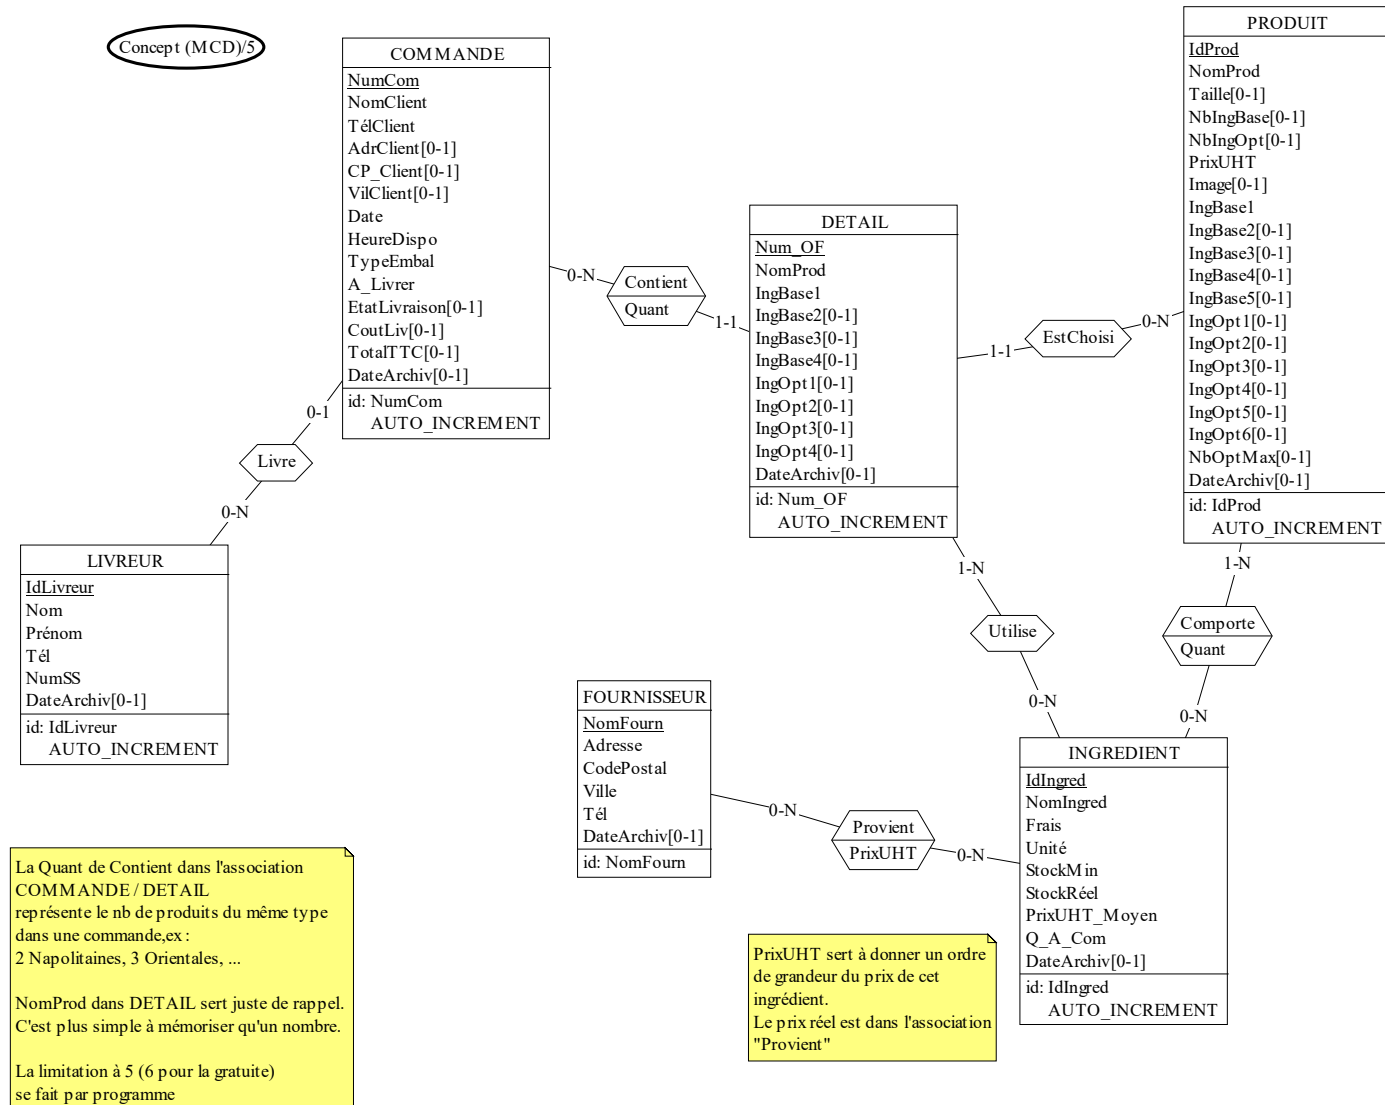 Concept (MCD)/5
COMMANDE
NumCom
NomClient
TélClient
AdrClient[0-1]
CP_Client[0-1]
VilClient[0-1]
Date
HeureDispo
TypeEmbal
A_Livrer
EtatLivraison[0-1]
CoutLiv[0-1]
TotalTTC[0-1]
DateArchiv[0-1]
id: NumCom
AUTO_INCREMENT
PRODUIT
IdProd
NomProd
Taille[0-1]
NbIngBase[0-1]
NbIngOpt[0-1]
PrixUHT
Image[0-1]
IngBase1
IngBase2[0-1]
IngBase3[0-1]
IngBase4[0-1]
IngBase5[0-1]
IngOpt1[0-1]
IngOpt2[0-1]
IngOpt3[0-1]
IngOpt4[0-1]
IngOpt5[0-1]
IngOpt6[0-1]
NbOptMax[0-1]
DateArchiv[0-1]
id: IdProd
AUTO_INCREMENT
DETAIL
Num_OF
NomProd
IngBase1
IngBase2[0-1]
IngBase3[0-1]
IngBase4[0-1]
IngOpt1[0-1]
IngOpt2[0-1]
IngOpt3[0-1]
IngOpt4[0-1]
DateArchiv[0-1]
id: Num_OF
AUTO_INCREMENT
0-N
Contient
Quant
1-1
1-1
EstChoisi
0-N
0-1
Livre
0-N
LIVREUR
IdLivreur
Nom
Prénom
Tél
NumSS
DateArchiv[0-1]
id: IdLivreur
AUTO_INCREMENT
1-N
Utilise
0-N
1-N
Comporte
Quant
0-N
FOURNISSEUR
NomFourn
Adresse
CodePostal
Ville
Tél
DateArchiv[0-1]
id: NomFourn
0-N
Provient
PrixUHT
0-N
INGREDIENT
IdIngred
NomIngred
Frais
Unité
StockMin
StockRéel
PrixUHT_Moyen
Q_A_Com
DateArchiv[0-1]
id: IdIngred
AUTO_INCREMENT
La Quant de Contient dans l'association
COMMANDE / DETAIL
représente le nb de produits du même type
dans une commande,ex :
2 Napolitaines, 3 Orientales, ...
NomProd dans DETAIL sert juste de rappel.
C'est plus simple à mémoriser qu'un nombre.
La limitation à 5 (6 pour la gratuite)
se fait par programme
PrixUHT sert à donner un ordre
de grandeur du prix de cet
ingrédient.
Le prix réel est dans l'association
"Provient"